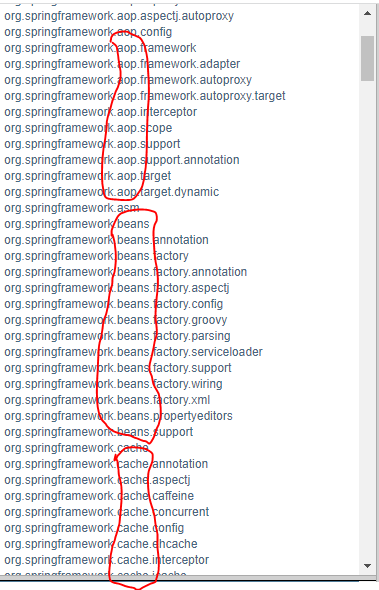 org.springframework.aop.aspectj.autoproxy
org.springframework.aop.config
org.springframework.aop.framework
org.springframework.aop.framework.adapter
org.springframework.aop.framework.autoproxy
org.springframework.aop.framework.autoproxy.target
org.springframework.aop.interceptor
org.springframework.aop.scope
org.springframework.aop.support
org.springframework.aop.support.annotation
org.springframework.aop.target
org.springframework.aop.target.dynamic
org.springframework.asm
org.springframework.beans
org.springframework.beans.annotation
org.springframework.beans.factory
org.springframework.beans.factory.annotation
org.springframework.beans.factory.aspectj
org.springframework.beans.factory.config
org.springframework.beans.factory.groovy
org.springframework.beans.factory.parsing
org.springframework.beans.factory.serviceloader
org.springframework.beans.factory.support
org.springframework.beans.factory.wiring
org.springframework.beans.factory.xml
org.springframework.beans.propertyeditors
org.springframework.beans.support
org.springframework.cache
org.springframework.cache.annotation
org.springframework.cache.aspectj
org.springframework.cache.caffeine
org.springframework.cache.concurrent
org.springframework.cache.config
org.springframework.cache.ehcache
org.springframework.cache.interceptor